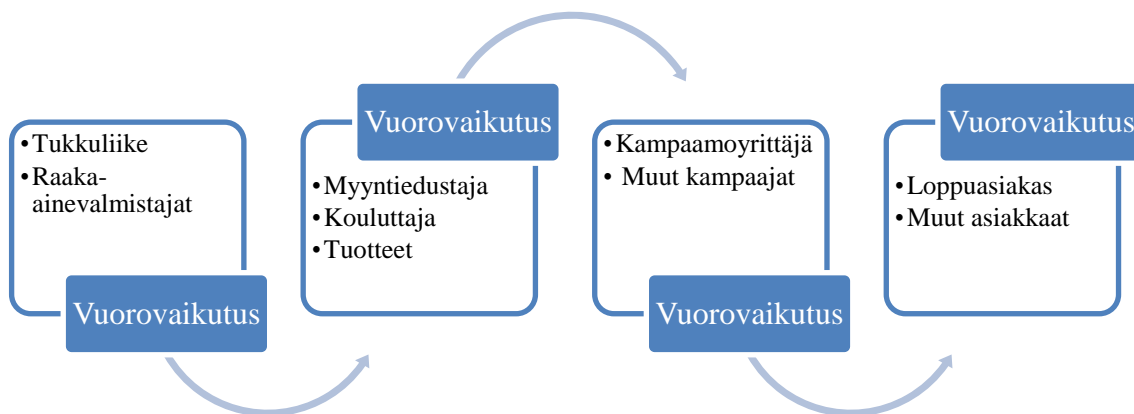 •Tukkuliike
•Raaka-
ainevalmistajat
Vuorovaikutus
Vuorovaikutus
•Myyntiedustaja
•Kouluttaja
•Tuotteet
•Kampaamoyrittäjä
• Muut kampaajat
Vuorovaikutus
Vuorovaikutus
•Loppuasiakas
•Muut asiakkaat